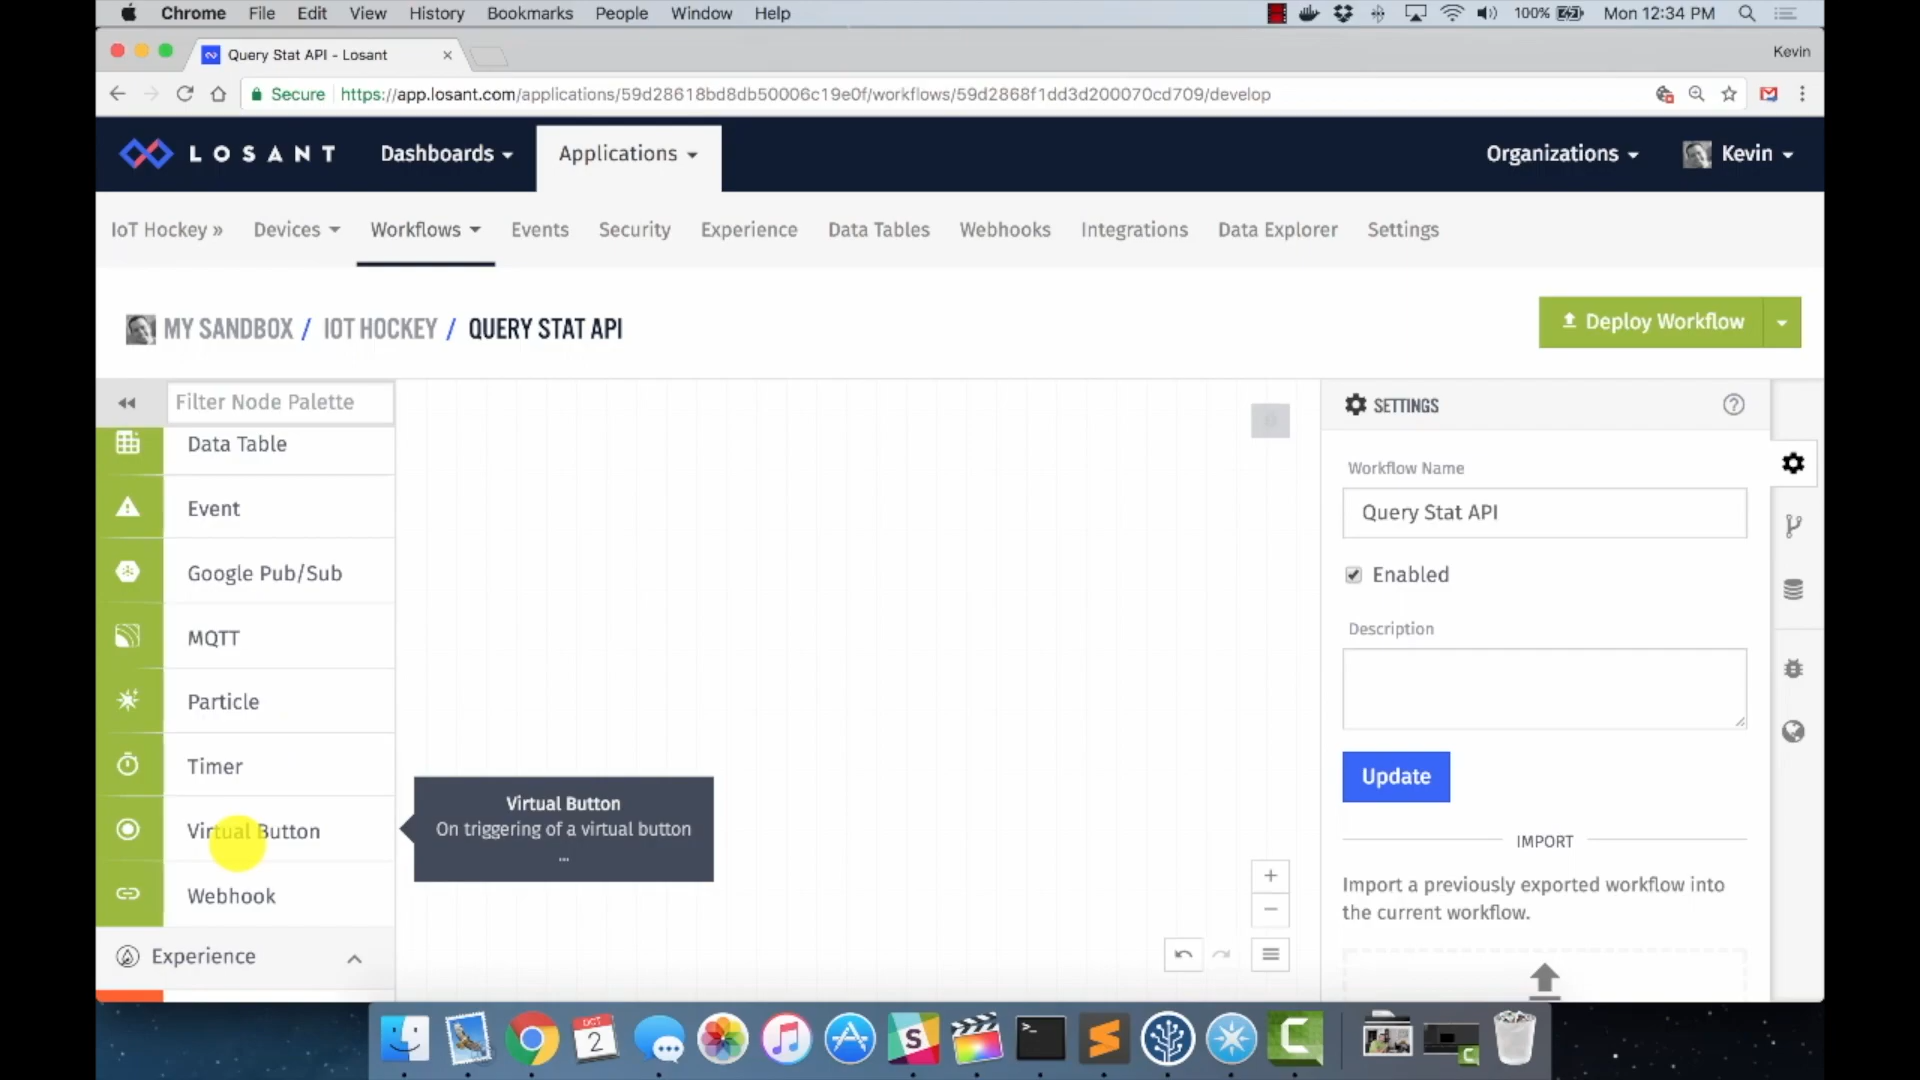 Chrome File Edit View History Bookmarks People Window Help 100% Mon 12:34 PM
Query Stat API - Losant Kevin
Secure https://app.losant.com/applications/59d28618bd8db50006c19e0f/workflows/59d2868f1dd3d200070cd709/develop
LOSANT Dashboards Applications Organizations Kevin
IoT Hockey » Devices Workflows Events Security Experience Data Tables Webhooks Integrations Data Explorer Settings
MY SANDBOX / IOT HOCKEY / QUERY STAT API
Deploy Workflow
Filter Node Palette
Data Table
Event
Google Pub/Sub
MQTT
Particle
Timer
Virtual Button
Webhook
Experience
Virtual Button
On triggering of a virtual button
...
SETTINGS
Workflow Name
Query Stat API
Enabled
Description
Update
IMPORT
Import a previously exported workflow into
the current workflow.
OCT
2